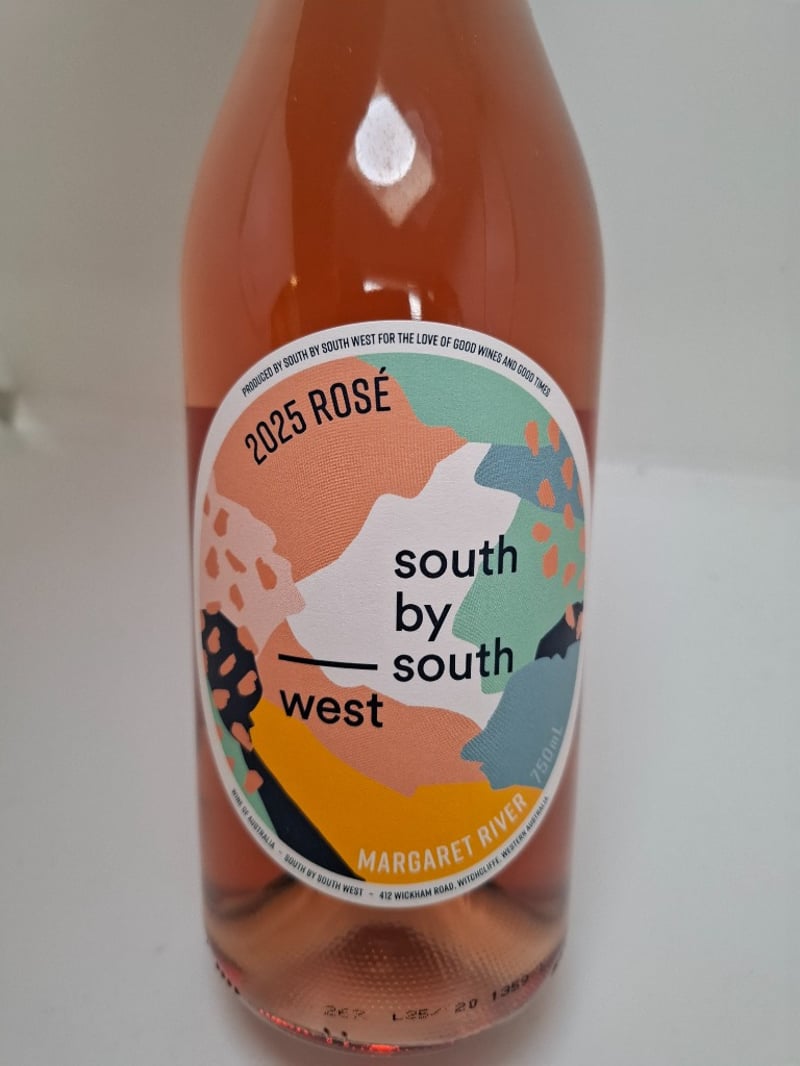 PRODUCED BY SOUTH BY SOUTH WEST FOR THE LOVE OF GOOD WINES AND GOOD TIMES
2025 ROSÉ
south
by
south
west
750mL
MARGARET RIVER
WINE OF AUSTRALIA - SOUTH BY SOUTH WEST - 412 WICKHAM ROAD, WITCHCLIFFE, WESTERN AUSTRALIA